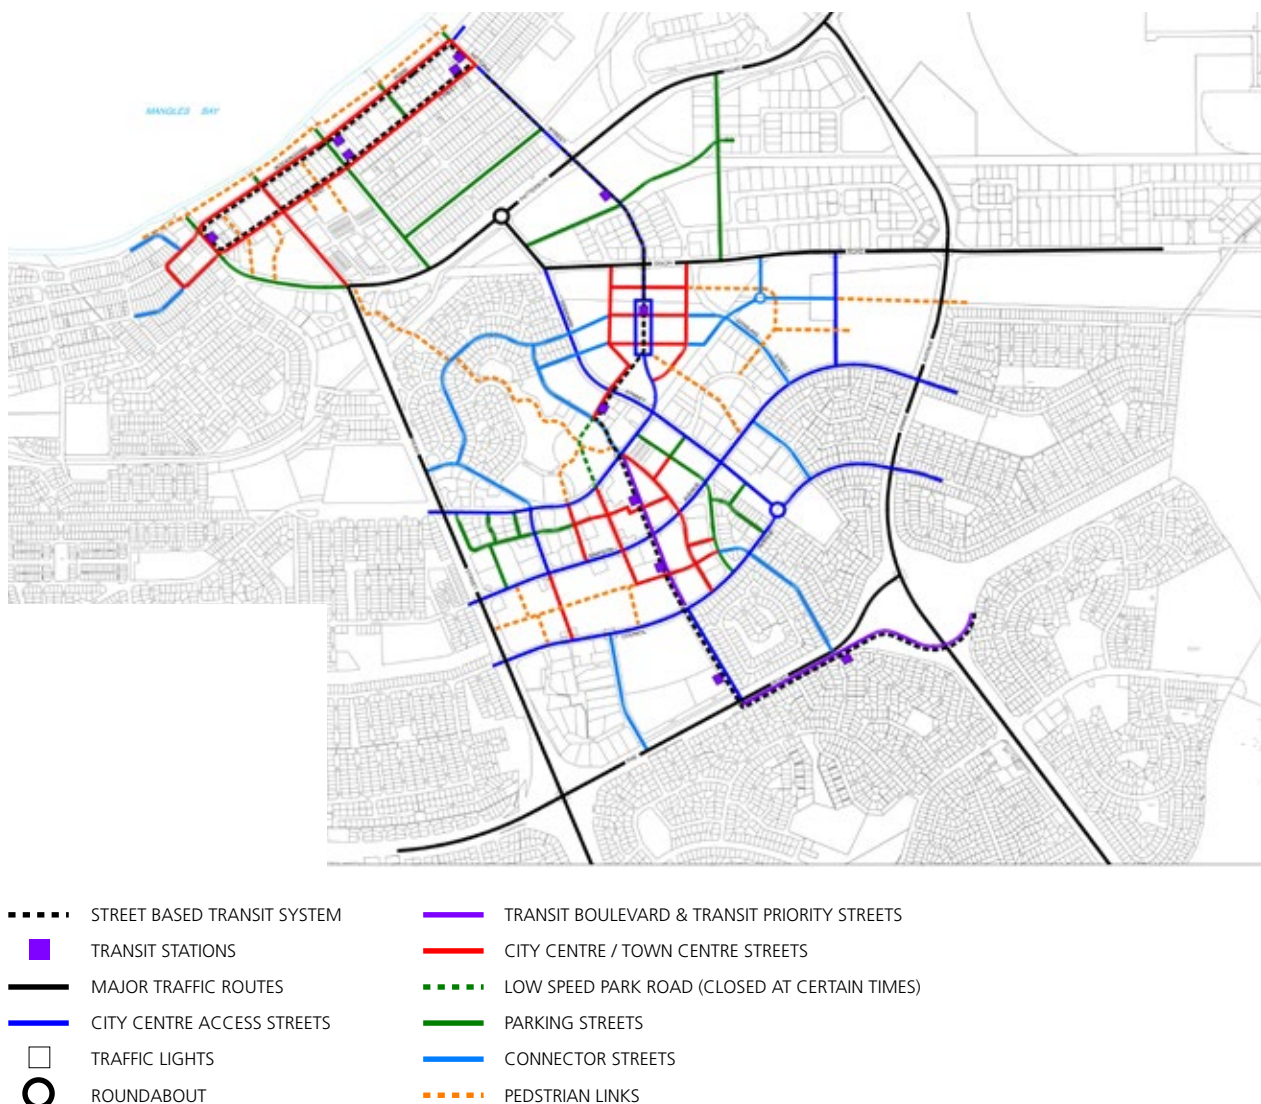 MANGLES BAY
STREET BASED TRANSIT SYSTEM
TRANSIT STATIONS
MAJOR TRAFFIC ROUTES
CITY CENTRE ACCESS STREETS
TRAFFIC LIGHTS
ROUNDABOUT
TRANSIT BOULEVARD & TRANSIT PRIORITY STREETS
CITY CENTRE / TOWN CENTRE STREETS
LOW SPEED PARK ROAD (CLOSED AT CERTAIN TIMES)
PARKING STREETS
CONNECTOR STREETS
PEDSTRIAN LINKS